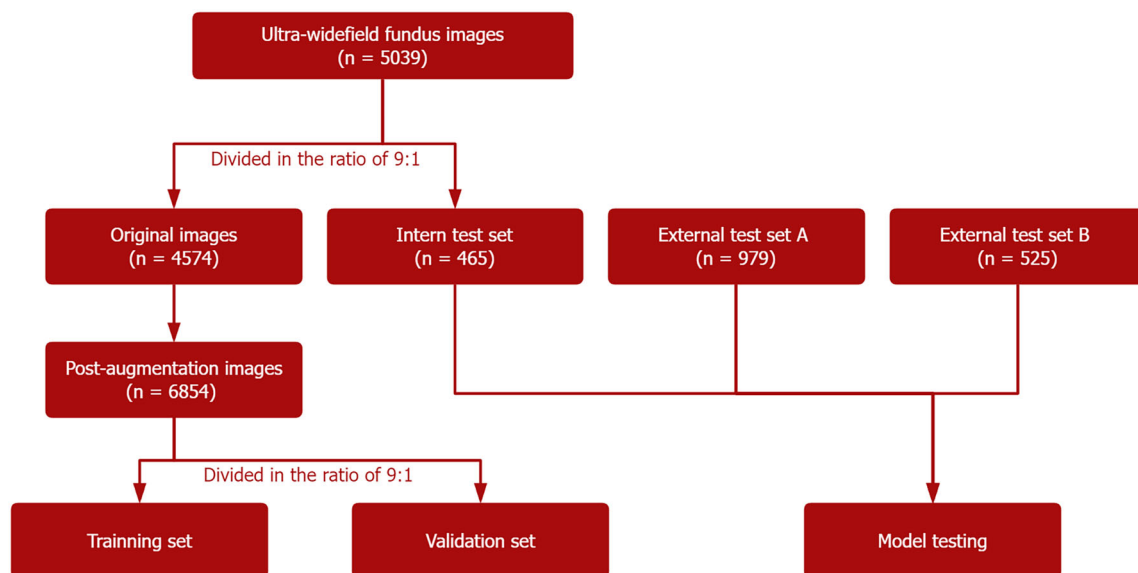 Ultra-widefield fundus images
(n = 5039)
Divided in the ratio of 9:1
Original images
(n = 4574)
Intern test set
(n = 465)
External test set A
(n = 979)
External test set B
(n = 525)
Post-augmentation images
(n = 6854)
Divided in the ratio of 9:1
Trainning set
Validation set
Model testing